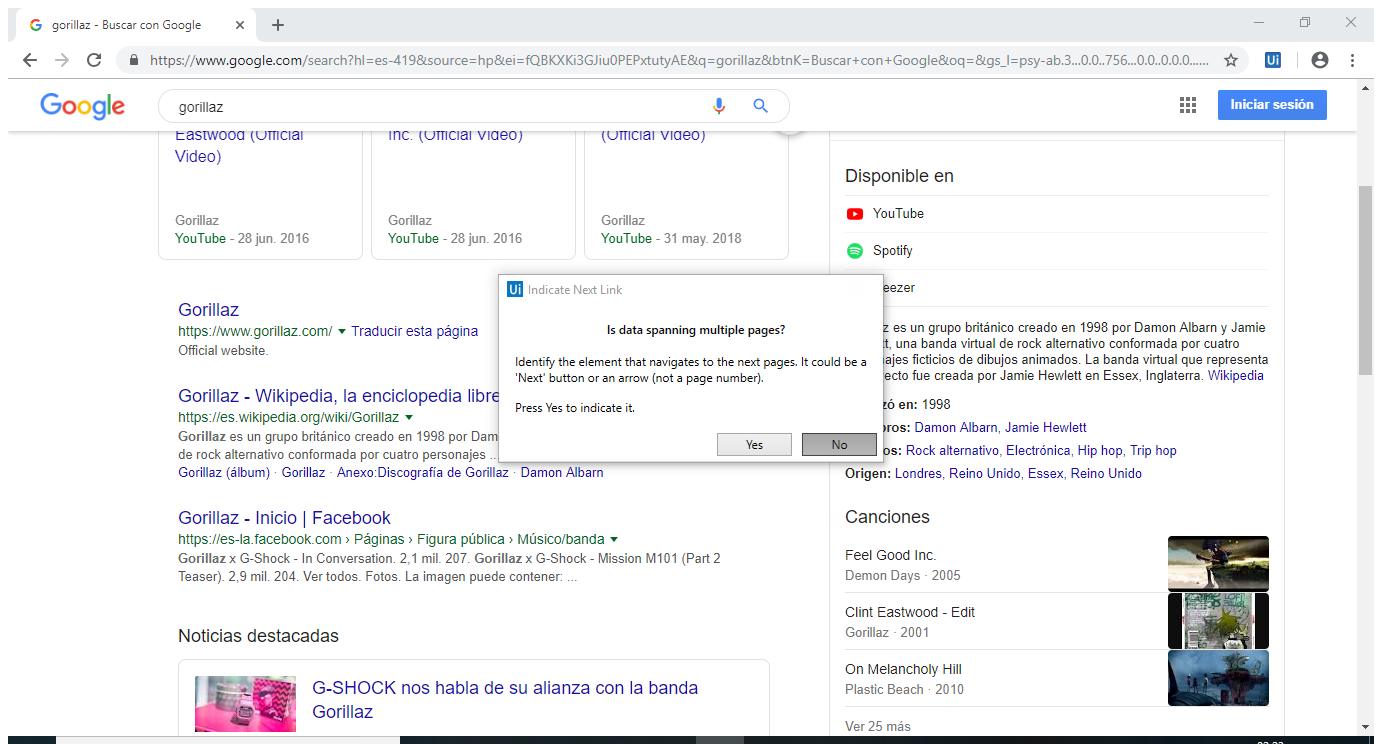 gorillaz - Buscar con Google
https://www.google.com/search?hl=es-419&source=hp&ei=fQBKXKi3GJiu0PEPxtutyAE&q=gorillaz&btnK=Buscar+con+Google&oq=&gs_l=psy-ab.3...0.0..756...0.0..0.0.0......
Ui
Google
gorillaz
Iniciar sesión
Eastwood (Official
Video)
Gorillaz
YouTube - 28 jun. 2016
Inc. (Official Video)
Gorillaz
YouTube - 28 jun. 2016
(Official Video)
Gorillaz
YouTube - 31 may. 2018
Gorillaz
https://www.gorillaz.com/ Traducir esta página
Official website.
Gorillaz - Wikipedia, la enciclopedia libre
https://es.wikipedia.org/wiki/Gorillaz
Gorillaz es un grupo británico creado en 1998 por Dam
de rock alternativo conformada por cuatro personajes ...
Gorillaz (álbum) · Gorillaz · Anexo:Discografía de Gorillaz · Damon Albarn
Gorillaz - Inicio | Facebook
https://es-la.facebook.com › Páginas › Figura pública › Músico/banda
Gorillaz x G-Shock - In Conversation. 2,1 mil. 207. Gorillaz x G-Shock - Mission M101 (Part 2
Teaser). 2,9 mil. 204. Ver todos. Fotos. La imagen puede contener: ...
Noticias destacadas
G-SHOCK nos habla de su alianza con la banda
Gorillaz
Ui Indicate Next Link
Is data spanning multiple pages?
Identify the element that navigates to the next pages. It could be a
'Next' button or an arrow (not a page number).
Press Yes to indicate it.
Yes
No
Disponible en
YouTube
Spotify
eezer
z es un grupo británico creado en 1998 por Damon Albarn y Jamie
tt, una banda virtual de rock alternativo conformada por cuatro
najes ficticios de dibujos animados. La banda virtual que representa
ecto fue creada por Jamie Hewlett en Essex, Inglaterra. Wikipedia
zó en: 1998
bros: Damon Albarn, Jamie Hewlett
os: Rock alternativo, Electrónica, Hip hop, Trip hop
Origen: Londres, Reino Unido, Essex, Reino Unido
Canciones
Feel Good Inc.
Demon Days · 2005
Clint Eastwood - Edit
Gorillaz · 2001
On Melancholy Hill
Plastic Beach · 2010
Ver 25 más